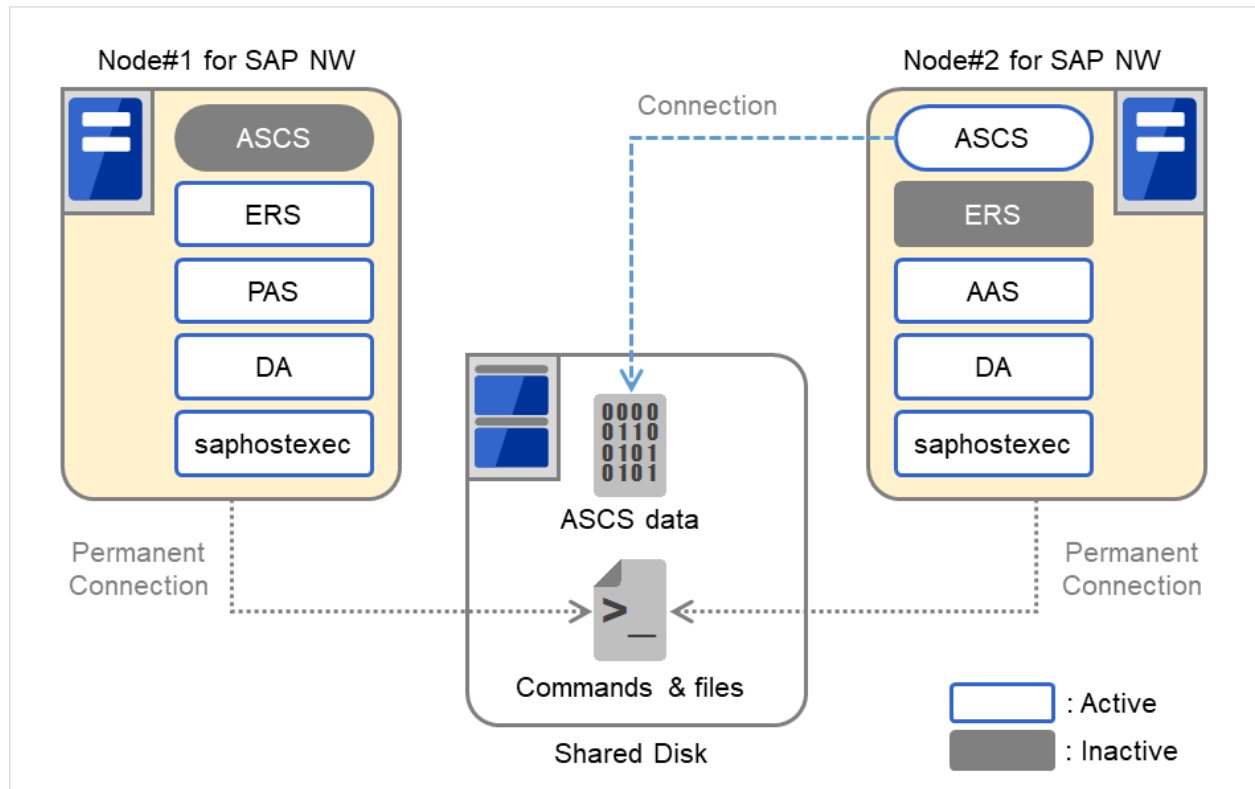 Node#1 for SAP NW
ASCS
ERS
PAS
DA
saphostexec
Permanent
Connection
Connection
Node#2 for SAP NW
ASCS
ERS
AAS
DA
saphostexec
Permanent
Connection
0000
0110
0101
0101
ASCS data
>_
Commands & files
Shared Disk
: Active
: Inactive